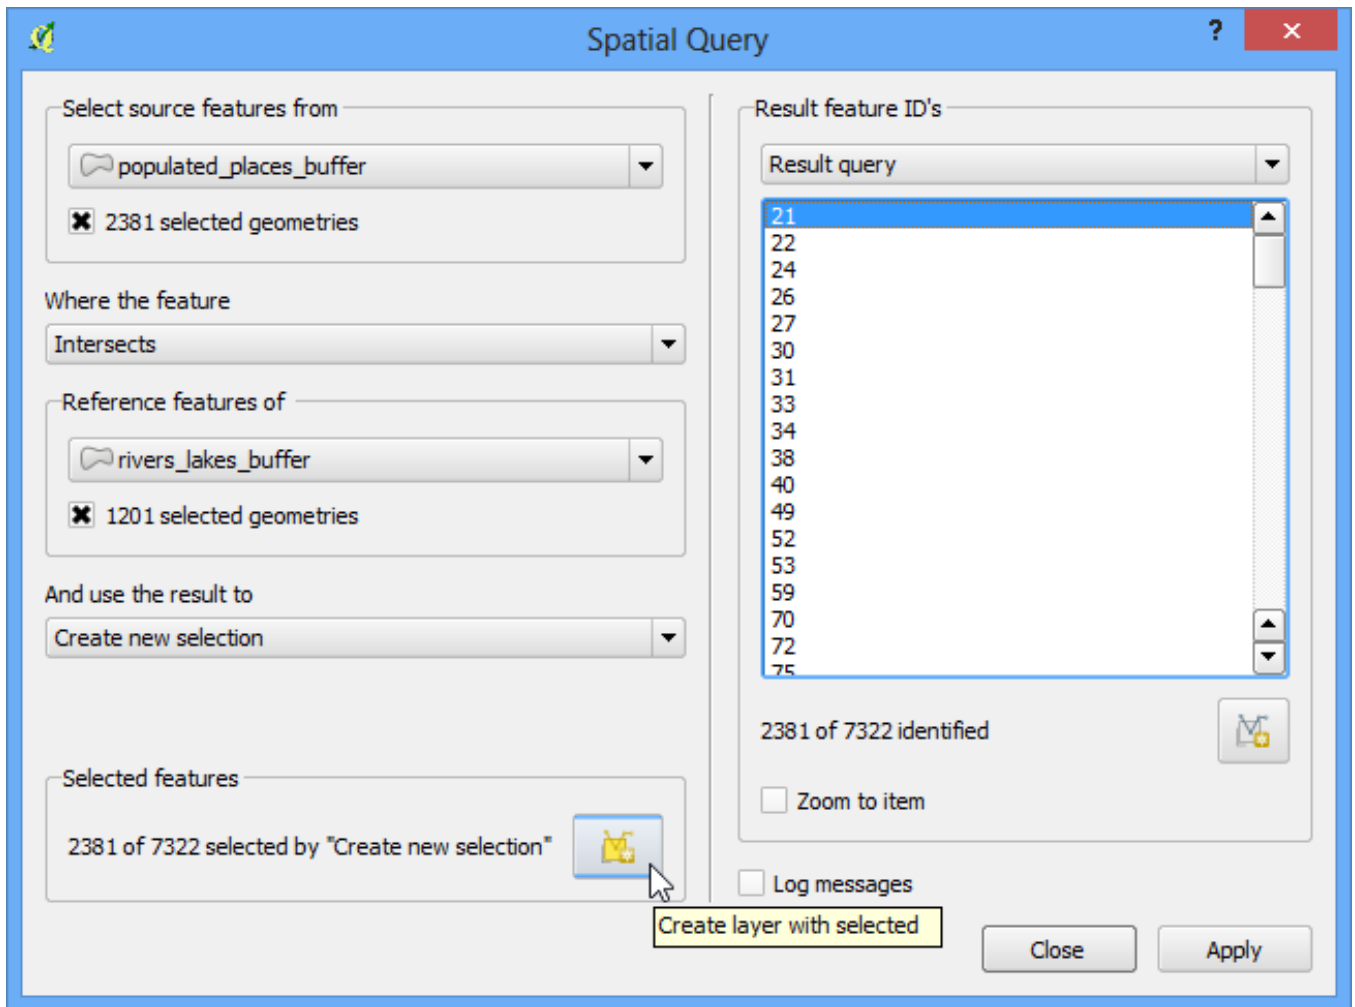 Spatial Query
?
Select source features from
populated_places_buffer
2381 selected geometries
Where the feature
Intersects
Reference features of
rivers_lakes_buffer
1201 selected geometries
And use the result to
Create new selection
Selected features
2381 of 7322 selected by "Create new selection"
Create layer with selected
Result feature ID's
Result query
21
22
24
26
27
30
31
33
34
38
40
49
52
53
59
70
72
75
2381 of 7322 identified
Zoom to item
Log messages
Close
Apply